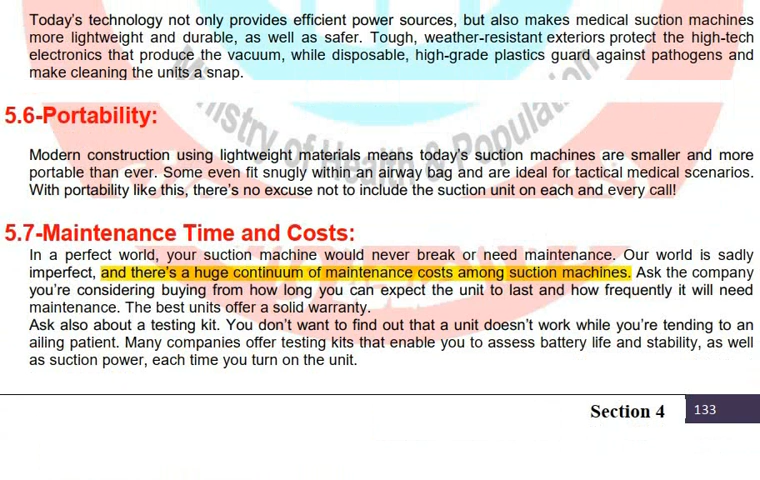 Today's technology not only provides efficient power sources, but also makes medical suction machines
more lightweight and durable, as well as safer. Tough, weather-resistant exteriors protect the high-tech
electronics that produce the vacuum, while disposable, high-grade plastics guard against pathogens and
make cleaning the units a snap.
5.6-Portability:
Ministry of Health & Population
Modern construction using lightweight materials means today's suction machines are smaller and more
portable than ever. Some even fit snugly within an airway bag and are ideal for tactical medical scenarios.
With portability like this, there's no excuse not to include the suction unit on each and every call!
5.7-Maintenance Time and Costs:
In a perfect world, your suction machine would never break or need maintenance. Our world is sadly
imperfect, and there's a huge continuum of maintenance costs among suction machines. Ask the company
you're considering buying from how long you can expect the unit to last and how frequently it will need
maintenance. The best units offer a solid warranty.
Ask also about a testing kit. You don't want to find out that a unit doesn't work while you're tending to an
ailing patient. Many companies offer testing kits that enable you to assess battery life and stability, as well
as suction power, each time you turn on the unit.
Section 4 133